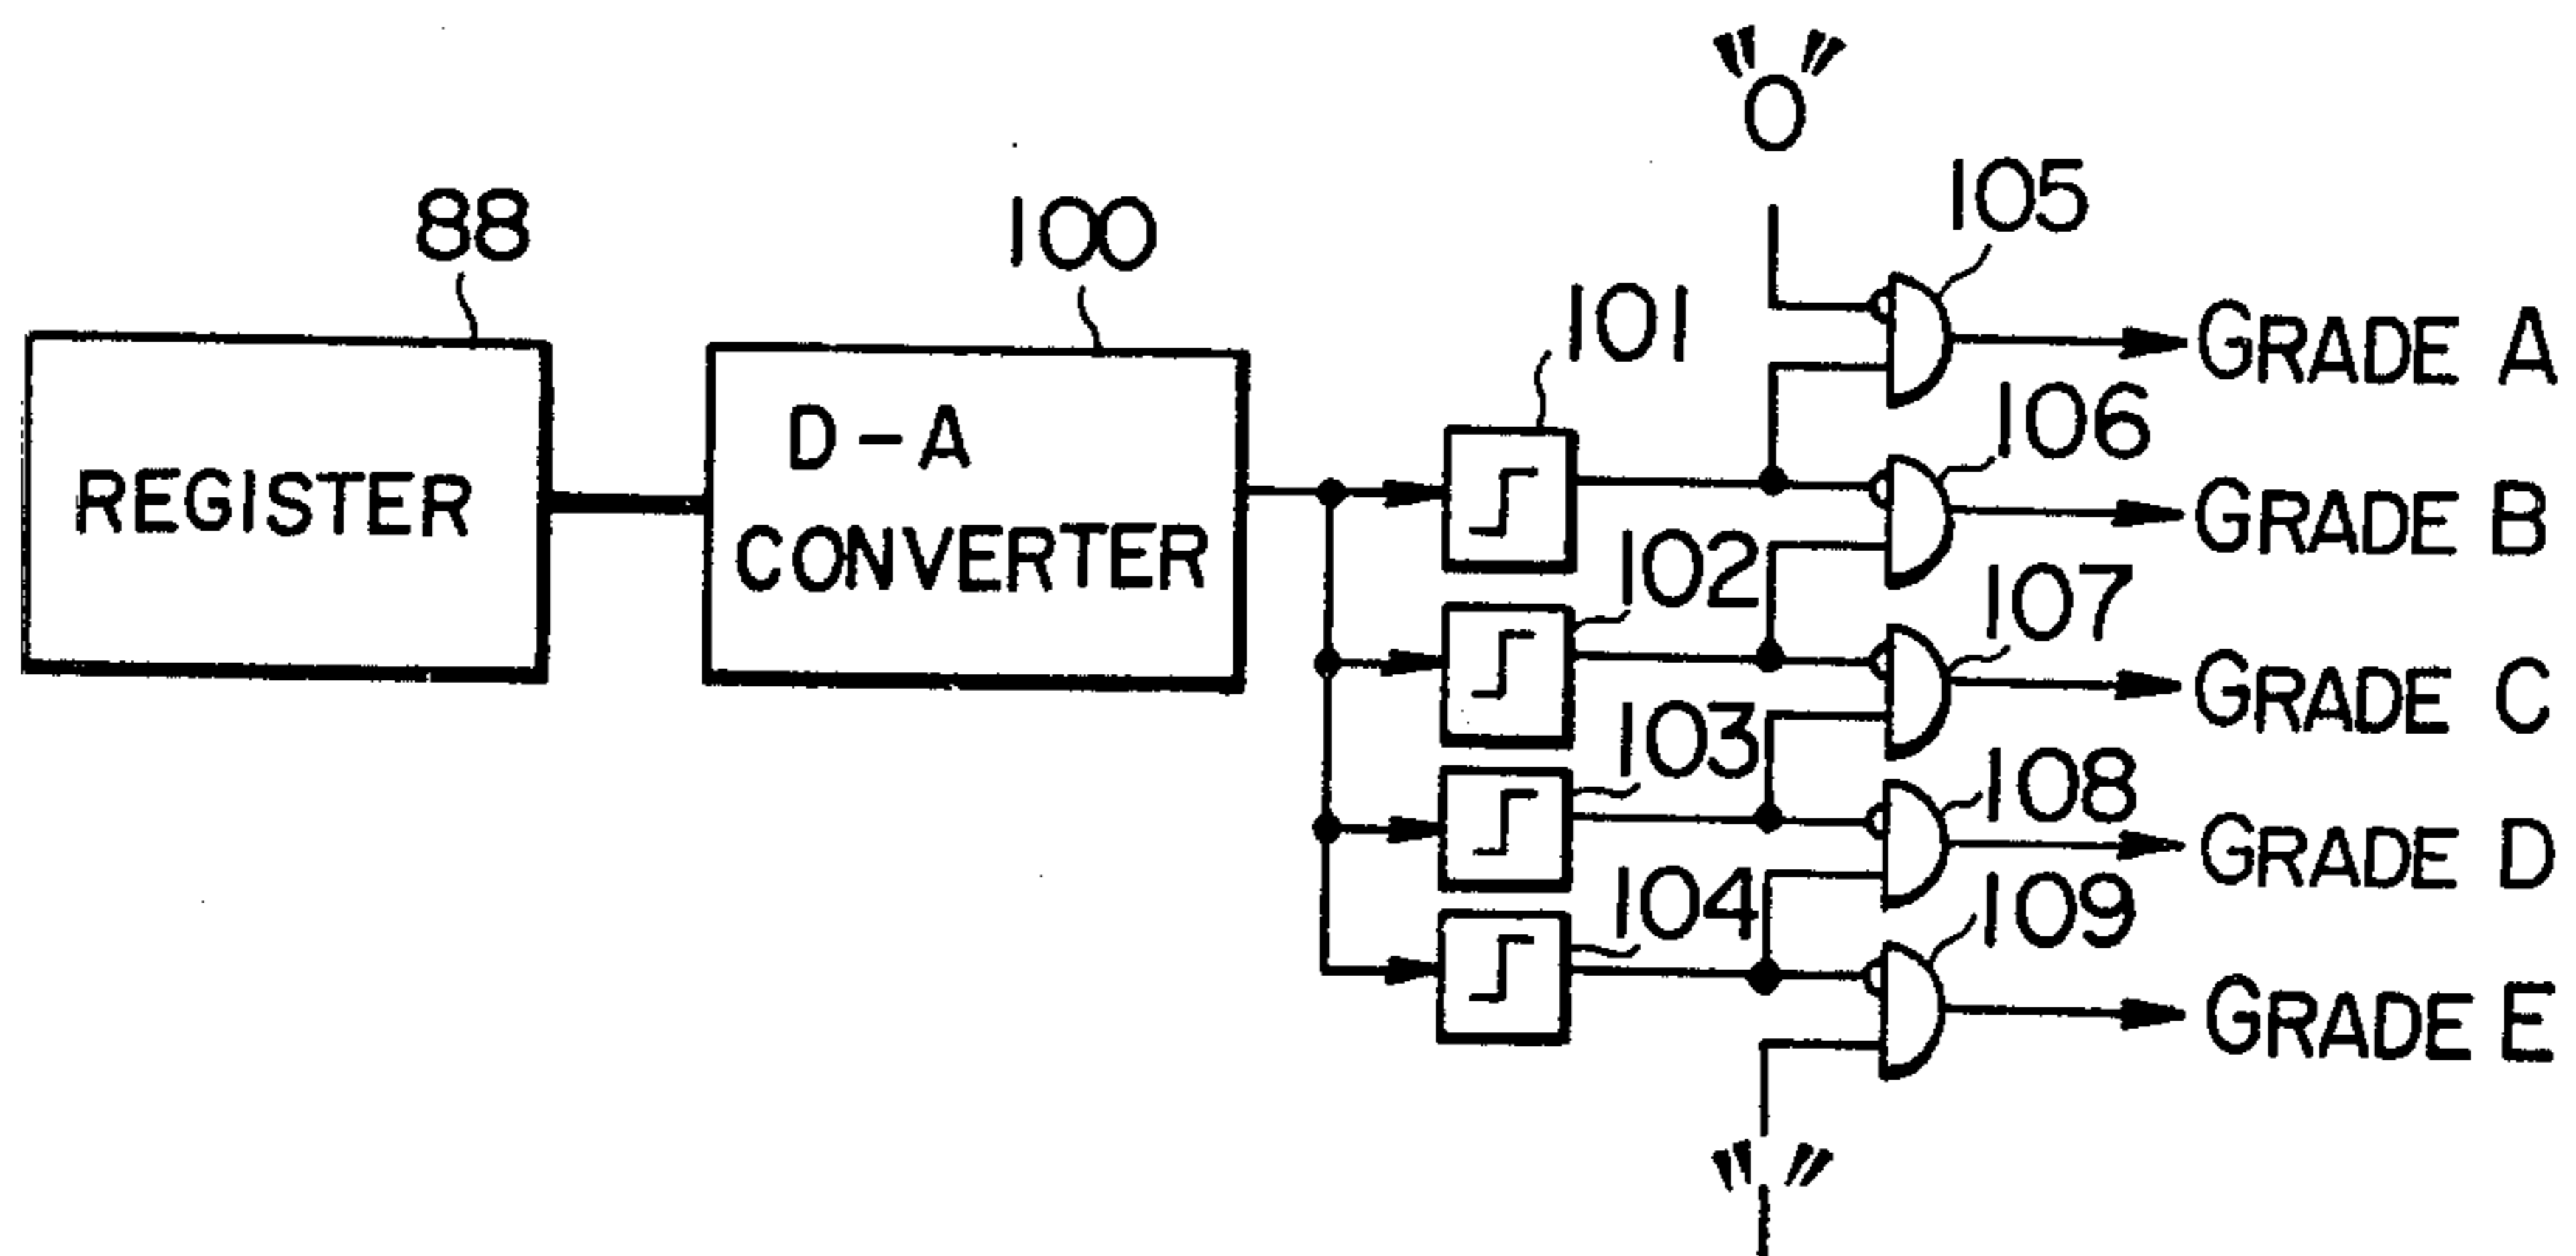 "0"
88
100
101
105
GRADE A
106
REGISTER
D-A
CONVERTER
GRADE B
102
107
GRADE C
103
108
GRADE D
104
109
GRADE E
"1"